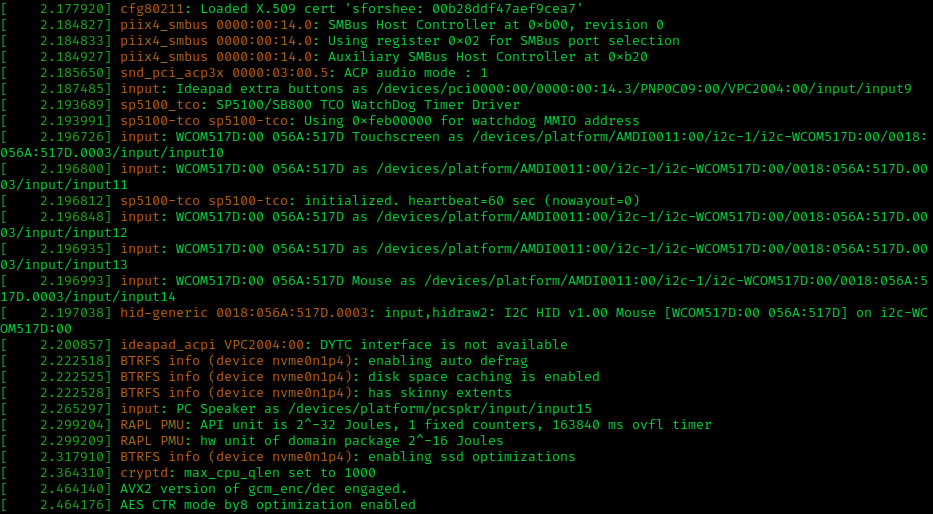 [    2.177920] cfg80211: Loaded X.509 cert 'sforshee: 00b28ddf47aef9cea7'
[    2.184827] piix4_smbus 0000:00:14.0: SMBus Host Controller at 0×b00, revision 0
[    2.184833] piix4_smbus 0000:00:14.0: Using register 0×02 for SMBus port selection
[    2.184927] piix4_smbus 0000:00:14.0: Auxiliary SMBus Host Controller at 0×b20
[    2.185650] snd_pci_acp3x 0000:03:00.5: ACP audio mode : 1
[    2.187485] input: Ideapad extra buttons as /devices/pci0000:00/0000:00:14.3/PNP0C09:00/VPC2004:00/input/input9
[    2.193689] sp5100_tco: SP5100/SB800 TCO WatchDog Timer Driver
[    2.193991] sp5100-tco sp5100-tco: Using 0×feb00000 for watchdog MMIO address
[    2.196726] input: WCOM517D:00 056A:517D Touchscreen as /devices/platform/AMDI0011:00/i2c-1/i2c-WCOM517D:00/0018:
056A:517D.0003/input/input10
[    2.196800] input: WCOM517D:00 056A:517D as /devices/platform/AMDI0011:00/i2c-1/i2c-WCOM517D:00/0018:056A:517D.00
03/input/input11
[    2.196812] sp5100-tco sp5100-tco: initialized. heartbeat=60 sec (nowayout=0)
[    2.196848] input: WCOM517D:00 056A:517D as /devices/platform/AMDI0011:00/i2c-1/i2c-WCOM517D:00/0018:056A:517D.00
03/input/input12
[    2.196935] input: WCOM517D:00 056A:517D as /devices/platform/AMDI0011:00/i2c-1/i2c-WCOM517D:00/0018:056A:517D.00
03/input/input13
[    2.196993] input: WCOM517D:00 056A:517D Mouse as /devices/platform/AMDI0011:00/i2c-1/i2c-WCOM517D:00/0018:056A:5
17D.0003/input/input14
[    2.197038] hid-generic 0018:056A:517D.0003: input,hidraw2: I2C HID v1.00 Mouse [WCOM517D:00 056A:517D] on i2c-WC
OM517D:00
[    2.200857] ideapad_acpi VPC2004:00: DYTC interface is not available
[    2.222518] BTRFS info (device nvme0n1p4): enabling auto defrag
[    2.222525] BTRFS info (device nvme0n1p4): disk space caching is enabled
[    2.222528] BTRFS info (device nvme0n1p4): has skinny extents
[    2.265297] input: PC Speaker as /devices/platform/pcspkr/input/input15
[    2.299204] RAPL PMU: API unit is 2^-32 Joules, 1 fixed counters, 163840 ms ovfl timer
[    2.299209] RAPL PMU: hw unit of domain package 2^-16 Joules
[    2.317910] BTRFS info (device nvme0n1p4): enabling ssd optimizations
[    2.364310] cryptd: max_cpu_qlen set to 1000
[    2.464140] AVX2 version of gcm_enc/dec engaged.
[    2.464176] AES CTR mode by8 optimization enabled